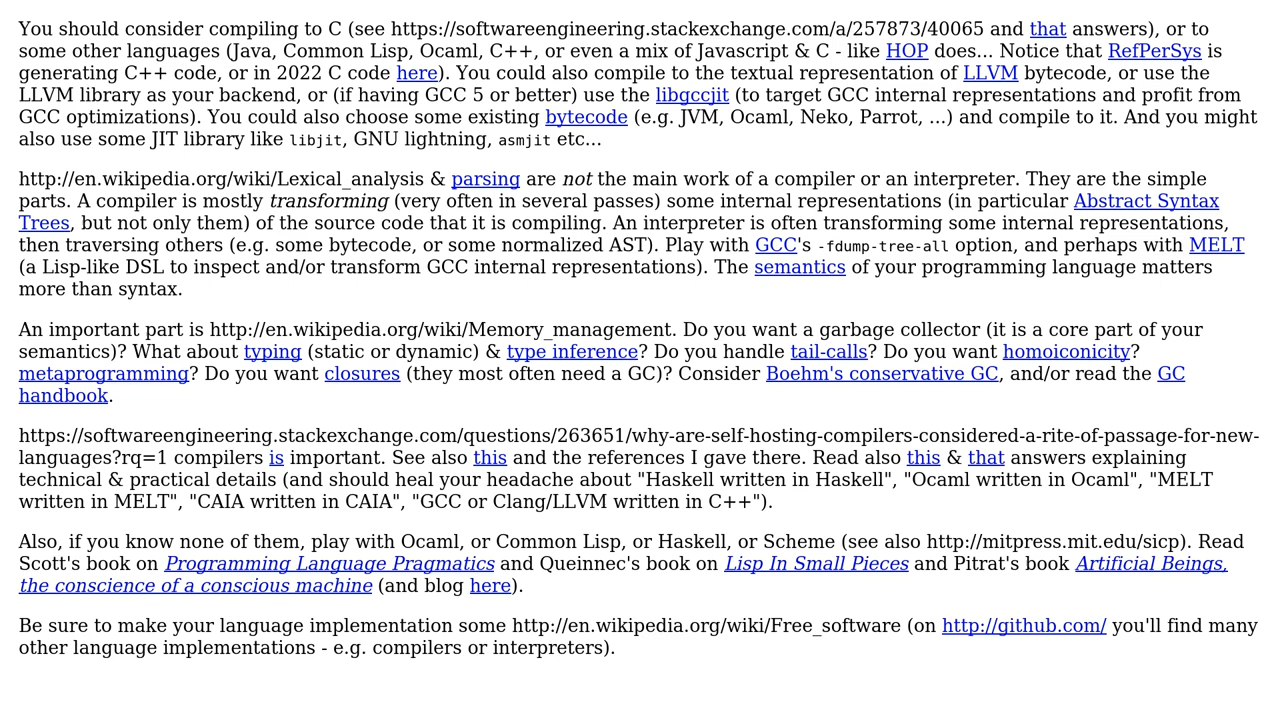 You should consider compiling to C (see https://softwareengineering.stackexchange.com/a/257873/40065 and that answers), or to
some other languages (Java, Common Lisp, Ocaml, C++, or even a mix of Javascript & C - like HOP does... Notice that RefPerSys is
generating C++ code, or in 2022 C code here). You could also compile to the textual representation of LLVM bytecode, or use the
LLVM library as your backend, or (if having GCC 5 or better) use the libgccjit (to target GCC internal representations and profit from
GCC optimizations). You could also choose some existing bytecode (e.g. JVM, Ocaml, Neko, Parrot, ...) and compile to it. And you might
also use some JIT library like libjit, GNU lightning, asmjit etc...
http://en.wikipedia.org/wiki/Lexical_analysis & parsing are not the main work of a compiler or an interpreter. They are the simple
parts. A compiler is mostly transforming (very often in several passes) some internal representations (in particular Abstract Syntax
Trees, but not only them) of the source code that it is compiling. An interpreter is often transforming some internal representations,
then traversing others (e.g. some bytecode, or some normalized AST). Play with GCC's -fdump-tree-all option, and perhaps with MELT
(a Lisp-like DSL to inspect and/or transform GCC internal representations). The semantics of your programming language matters
more than syntax.
An important part is http://en.wikipedia.org/wiki/Memory_management. Do you want a garbage collector (it is a core part of your
semantics)? What about typing (static or dynamic) & type inference? Do you handle tail-calls? Do you want homoiconicity?
metaprogramming? Do you want closures (they most often need a GC)? Consider Boehm's conservative GC, and/or read the GC
handbook.
https://softwareengineering.stackexchange.com/questions/263651/why-are-self-hosting-compilers-considered-a-rite-of-passage-for-new-
languages?rq=1 compilers is important. See also this and the references I gave there. Read also this & that answers explaining
technical & practical details (and should heal your headache about "Haskell written in Haskell", "Ocaml written in Ocaml", "MELT
written in MELT", "CAIA written in CAIA", "GCC or Clang/LLVM written in C++").
Also, if you know none of them, play with Ocaml, or Common Lisp, or Haskell, or Scheme (see also http://mitpress.mit.edu/sicp). Read
Scott's book on Programming Language Pragmatics and Queinnec's book on Lisp In Small Pieces and Pitrat's book Artificial Beings,
the conscience of a conscious machine (and blog here).
Be sure to make your language implementation some http://en.wikipedia.org/wiki/Free_software (on http://github.com/ you'll find many
other language implementations - e.g. compilers or interpreters).